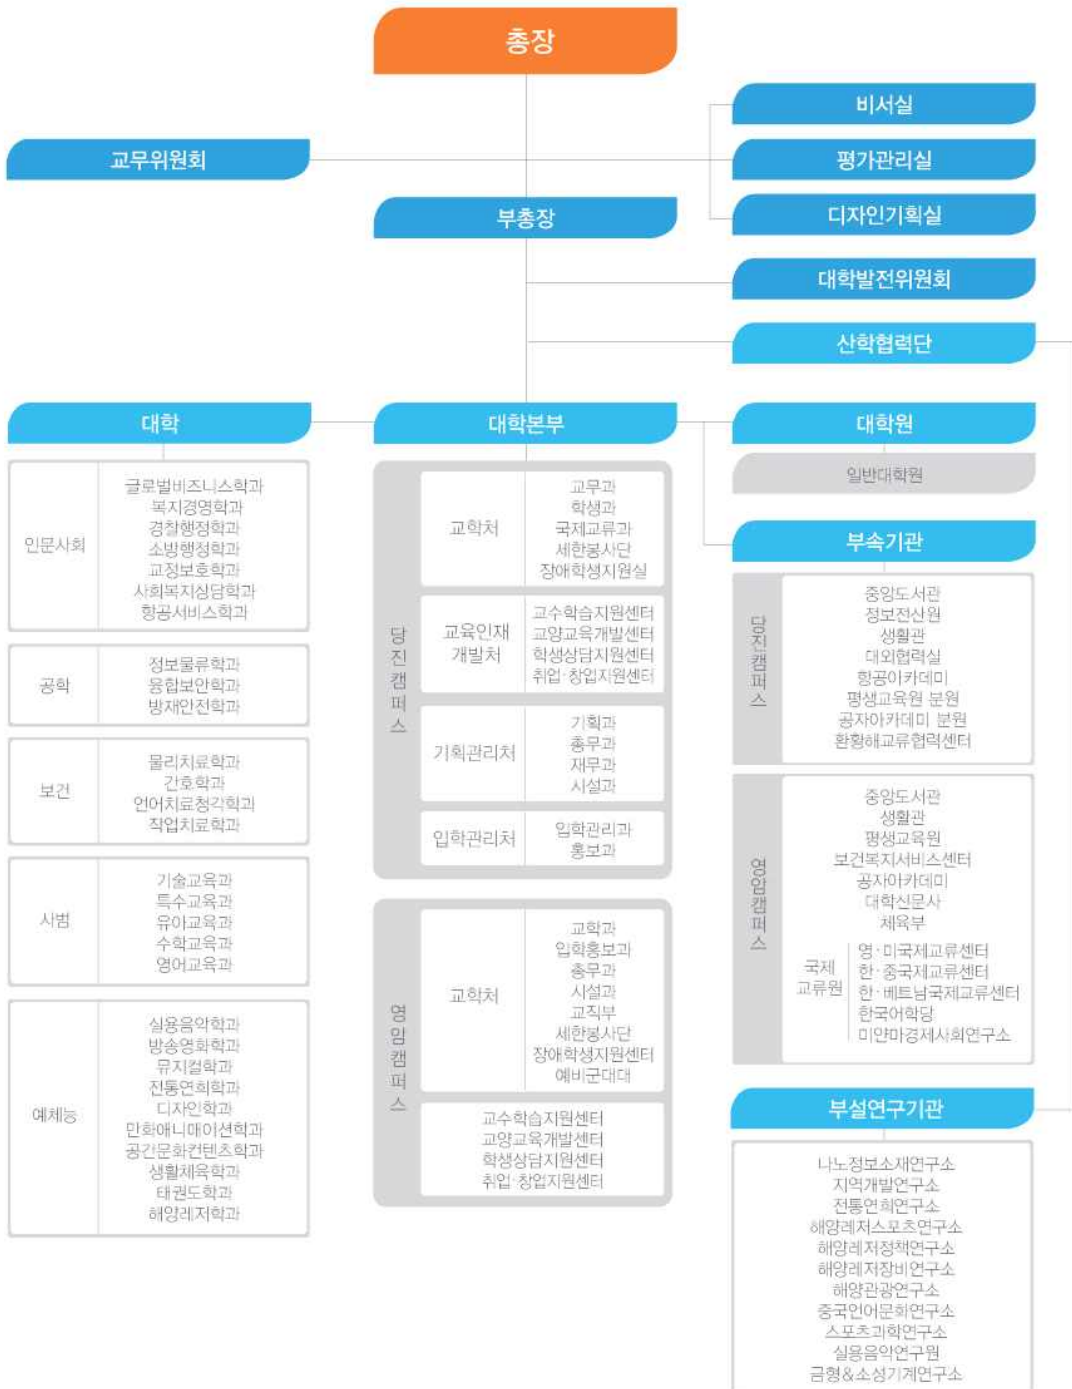 총장
비서실
교무위원회
평가관리실
부총장
디자인기획실
대학발전위원회
산학협력단
대학
대학본부
대학원
인문사회
글로벌비즈니스학과
복지경영학과
경찰행정학과
소방행정학과
교정보호학과
사회복지상담학과
항공서비스학과
공학
정보물류학과
융합보안학과
방재안전학과
보건
물리치료학과
간호학과
언어치료청각학과
작업치료학과
사범
기술교육과
특수교육과
유아교육과
수학교육과
영어교육과
예체능
실용음악학과
방송영화학과
뮤지컬학과
전통연희학과
디자인학과
만화애니메이션학과
공간문화컨텐츠학과
생활체육학과
태권도학과
해양레저학과
당진캠퍼스
교학처
교무과
학생과
국제교류과
세한봉사단
장애학생지원실
교육인재
개발처
교수학습지원센터
교양교육개발센터
학생상담지원센터
취업·창업지원센터
기획관리처
기획과
총무과
재무과
시설과
입학관리처
입학관리과
홍보과
영암캠퍼스
교학처
교학과
입학홍보과
총무과
시설과
교직부
세한봉사단
장애학생지원센터
예비군대대
교수학습지원센터
교양교육개발센터
학생상담지원센터
취업·창업지원센터
일반대학원
부속기관
당진캠퍼스
중앙도서관
정보전산원
생활관
대외협력실
항공아카데미
평생교육원 분원
공자아카데미 분원
환황해교류협력센터
영암캠퍼스
중앙도서관
생활관
평생교육원
보건복지서비스센터
공자아카데미
대학신문사
체육부
국제
교류원
영·미국제교류센터
한·중국제교류센터
한·베트남국제교류센터
한국어학당
미얀마경제사회연구소
부설연구기관
나노정보소재연구소
지역개발연구소
전통연희연구소
해양레저스포츠연구소
해양레저정책연구소
해양레저장비연구소
해양관광연구소
중국언어문화연구소
스포츠과학연구소
실용음악연구원
금형&소성기계연구소